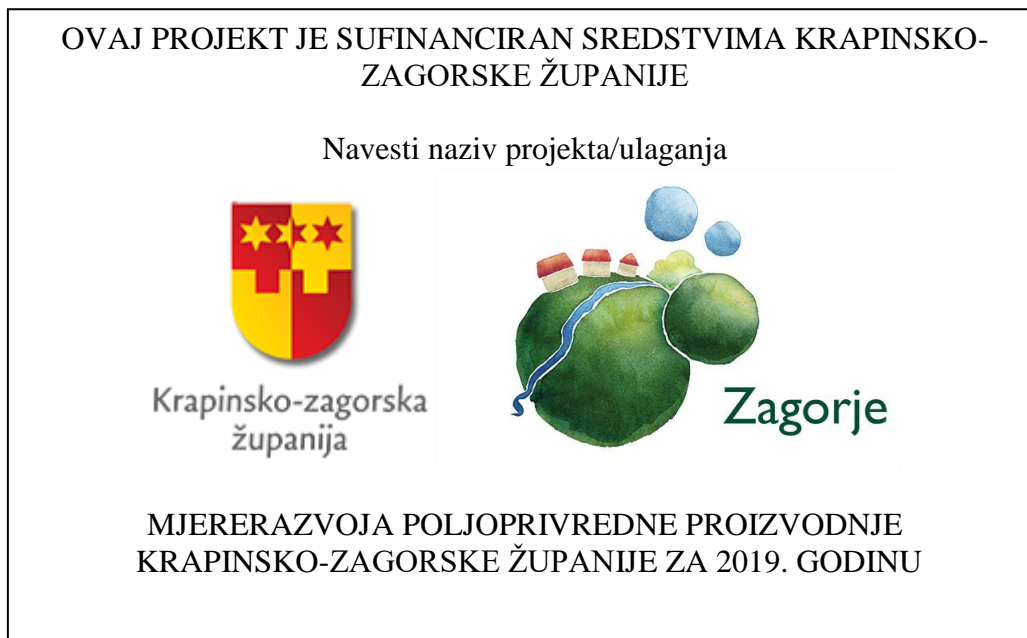 OVAJ PROJEKT JE SUFINANCIRAN SREDSTVIMA KRAPINSKO-
ZAGORSKE ŽUPANIJE
Navesti naziv projekta/ulaganja
Krapinsko-zagorska
županija
Zagorje
MJERERAZVOJA POLJOPRIVREDNE PROIZVODNJE
KRAPINSKO-ZAGORSKE ŽUPANIJE ZA 2019. GODINU